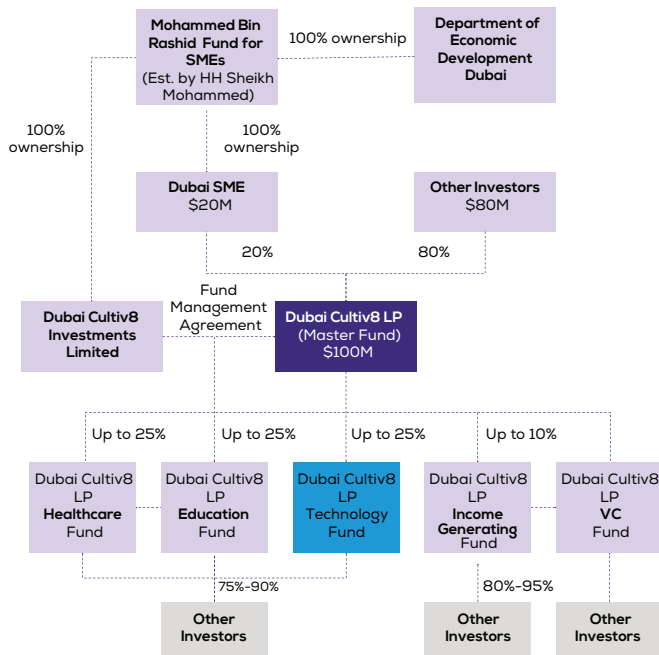 Mohammed Bin
Rashid Fund for
SMEs
(Est. by HH Sheikh
Mohammed)
100% ownership
Department of
Economic
Development
Dubai
100%
ownership
100%
ownership
Dubai SME
$20M
Other Investors
$80M
20%
80%
Fund
Management
Agreement
Dubai Cultiv8
Investments
Limited
Dubai Cultiv8 LP
(Master Fund)
$100M
Up to 25%
Up to 25%
Up to 25%
Up to 10%
Dubai Cultiv8
LP
Healthcare
Fund
Dubai Cultiv8
LP
Education
Fund
Dubai Cultiv8
LP
Technology
Fund
Dubai Cultiv8
LP
Income
Generating
Fund
Dubai Cultiv8
LP
VC
Fund
75%-90%
80%-95%
Other
Investors
Other
Investors
Other
Investors